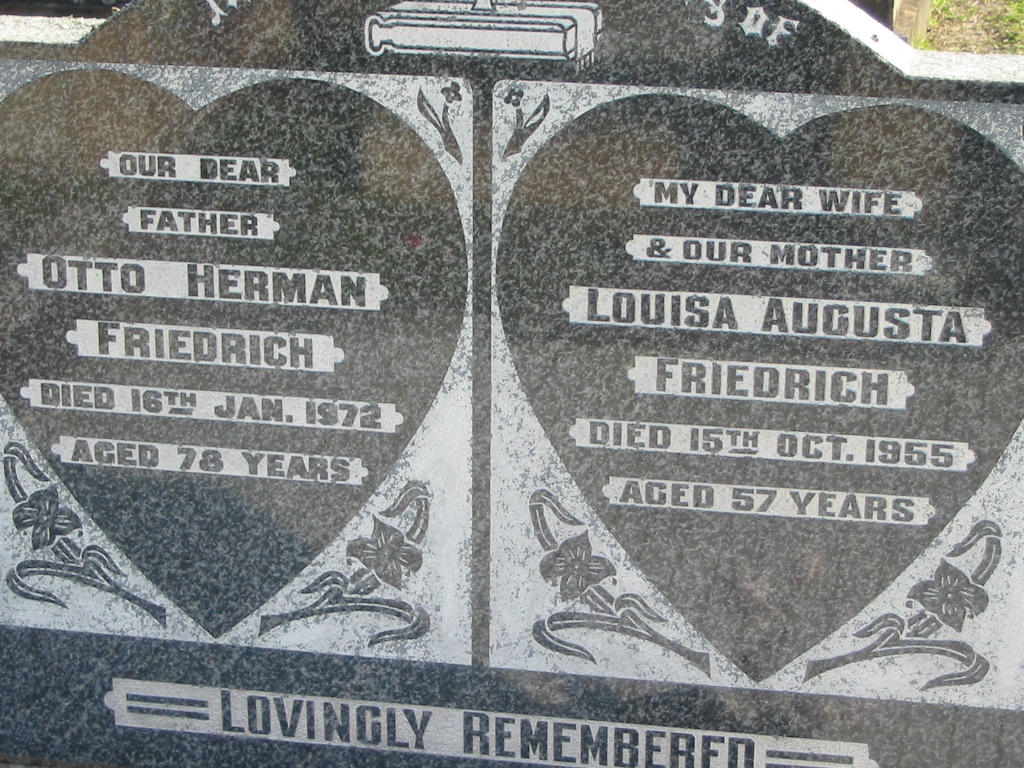 OF
OUR DEAR
FATHER
OTTO HERMAN
FRIEDRICH
DIED 16TH JAN. 1972
AGED 78 YEARS
MY DEAR WIFE
& OUR MOTHER
LOUISA AUGUSTA
FRIEDRICH
DIED 15TH OCT. 1955
AGED 57 YEARS
LOVINGLY REMEMBERED